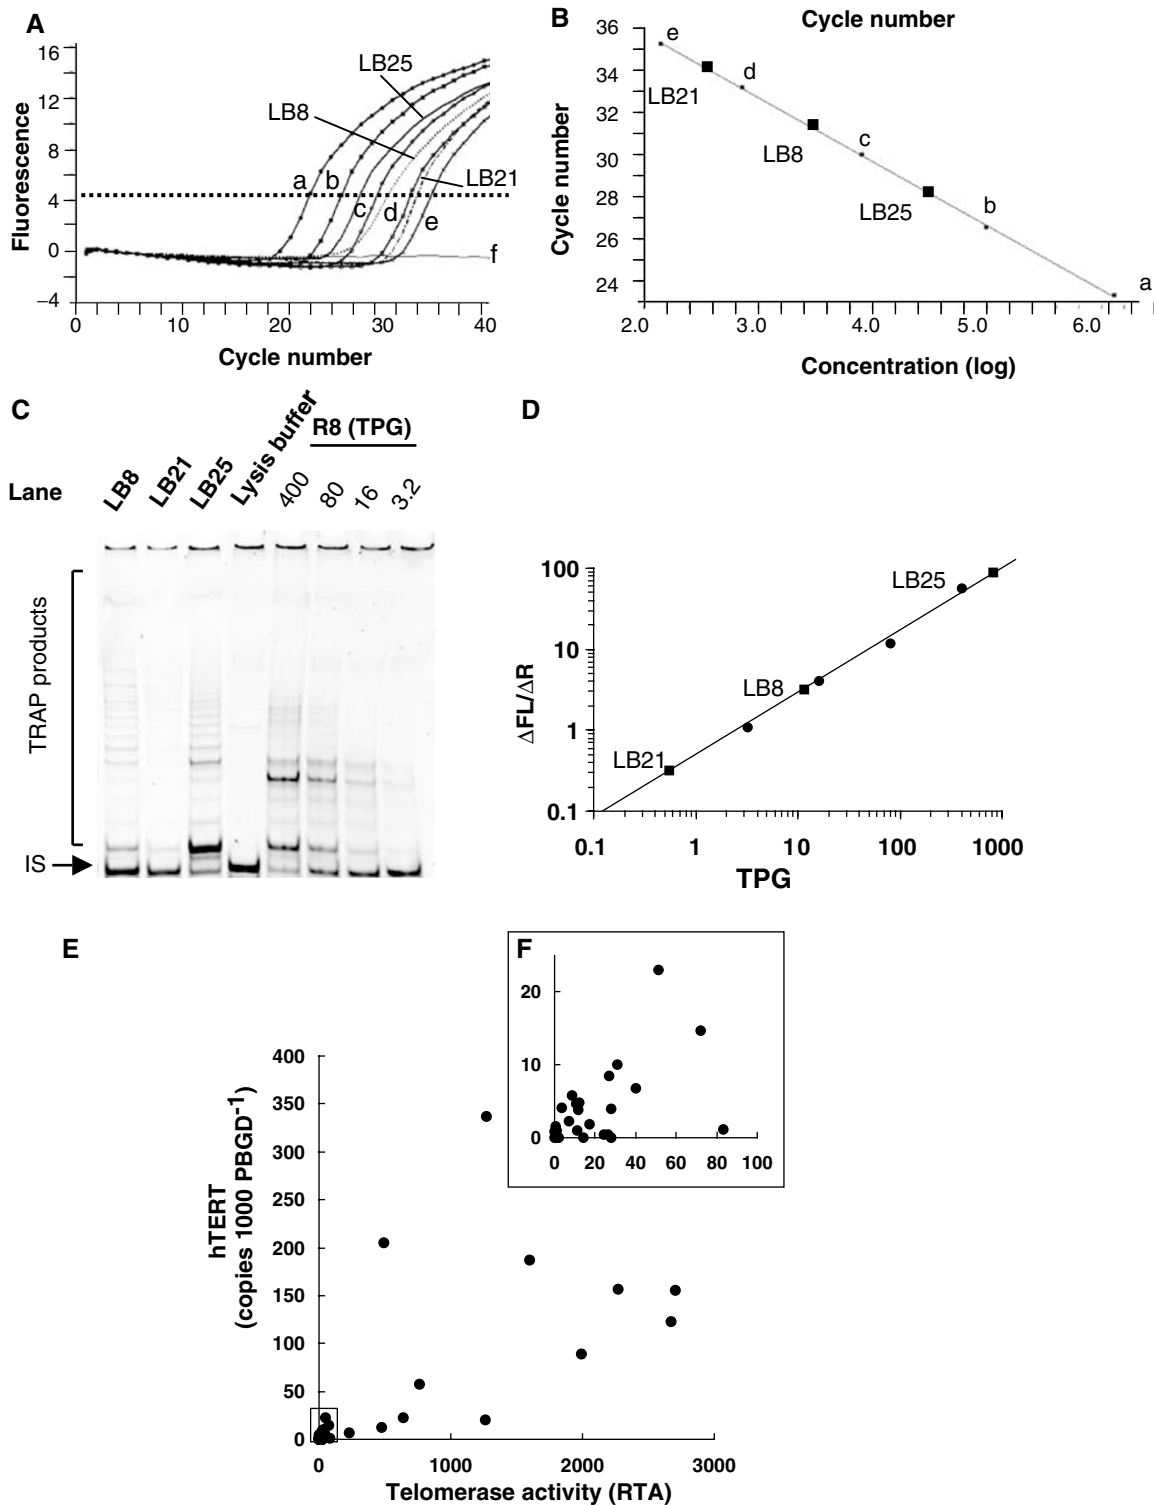 A
16
12
8
4
0
−4
Fluorescence
LB25
LB8
LB21
a
b
c
d
e
f
0
10
20
30
40
Cycle number
B
Cycle number
36
34
32
30
28
26
24
Cycle number
e
d
LB21
c
LB8
b
LB25
a
2.0
3.0
4.0
5.0
6.0
Concentration (log)
C
Lane
LB8
LB21
LB25
Lysis buffer
R8 (TPG)
400
80
16
3.2
TRAP products
IS
D
100
10
1
0.1
ΔFL/ΔR
LB25
LB8
LB21
0.1
1
10
100
1000
TPG
E
400
350
300
250
200
150
100
50
0
hTERT
(copies 1000 PBGD-1)
0
1000
2000
3000
Telomerase activity (RTA)
F
20
10
0
0
20
40
60
80
100